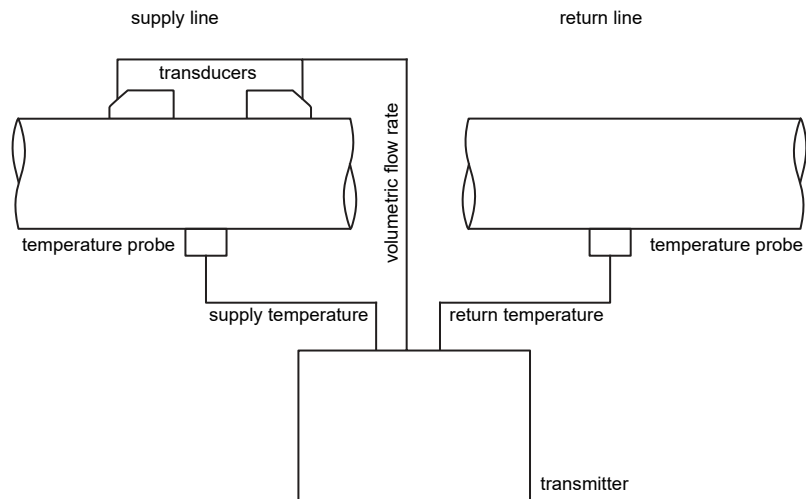 supply line
return line
transducers
volumetric flow rate
temperature probe
temperature probe
supply temperature
return temperature
transmitter